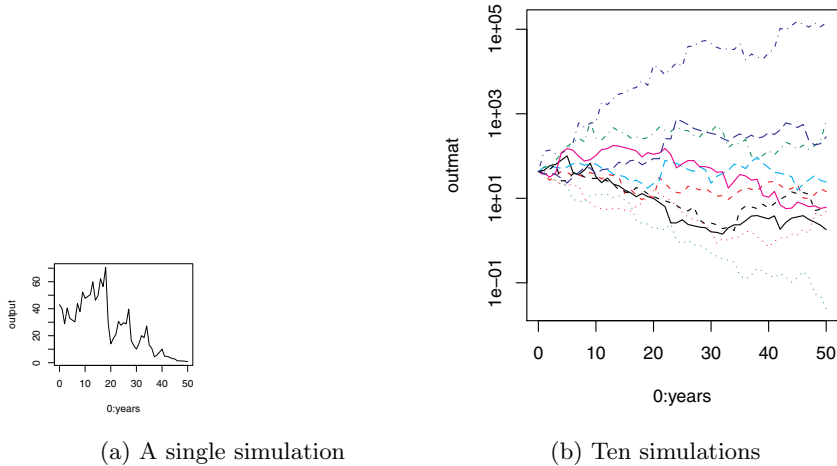 output
0 20 40 60
0 10 20 30 40 50
0:years
(a) A single simulation
outmat
1e−01 1e+01 1e+03 1e+05
0 10 20 30 40 50
0:years
(b) Ten simulations